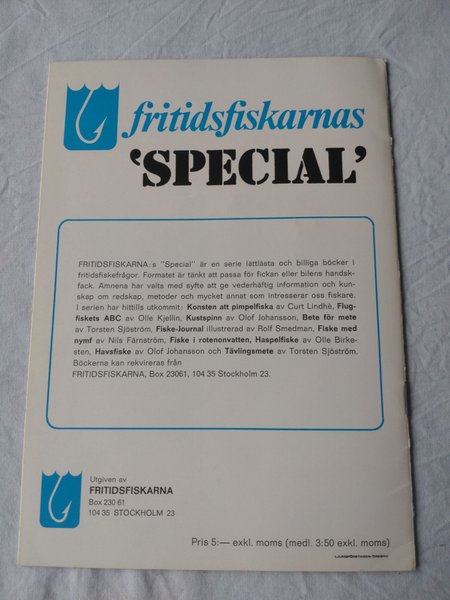 fritidsfiskarnas
'SPECIAL'
FRITIDSFISKARNA:s "Special" är en serie lättlästa och billiga böcker i
fritidsfiskefrågor. Formatet är tänkt att passa för fickan eller bilens handsk-
fack. Ämnena har valts med syfte att ge vederhäftig information och kun-
skap om redskap, metoder och mycket annat som intresserar oss fiskare.
I serien har hittills utkommit: Konsten att pimpelfiska av Curt Lindhè, Flug-
fiskets ABC av Olle Kjellin, Kustspinn av Olof Johansson, Bete för mete
av Torsten Sjöström, Fiske-Journal illustrerad av Rolf Smedman, Fiske med
nymf av Nils Färnström, Fiske i rotenonvatten, Haspelfiske av Olle Birke-
sten, Havsfiske av Olof Johansson och Tävlingsmete av Torsten Sjöström.
Böckerna kan rekvireras från
FRITIDSFISKARNA, Box 23061, 104 35 Stockholm 23.
Utgiven av
FRITIDSFISKARNA
Box 230 61
104 35 STOCKHOLM 23
Pris 5:— exkl. moms (medl. 3:50 exkl. moms)